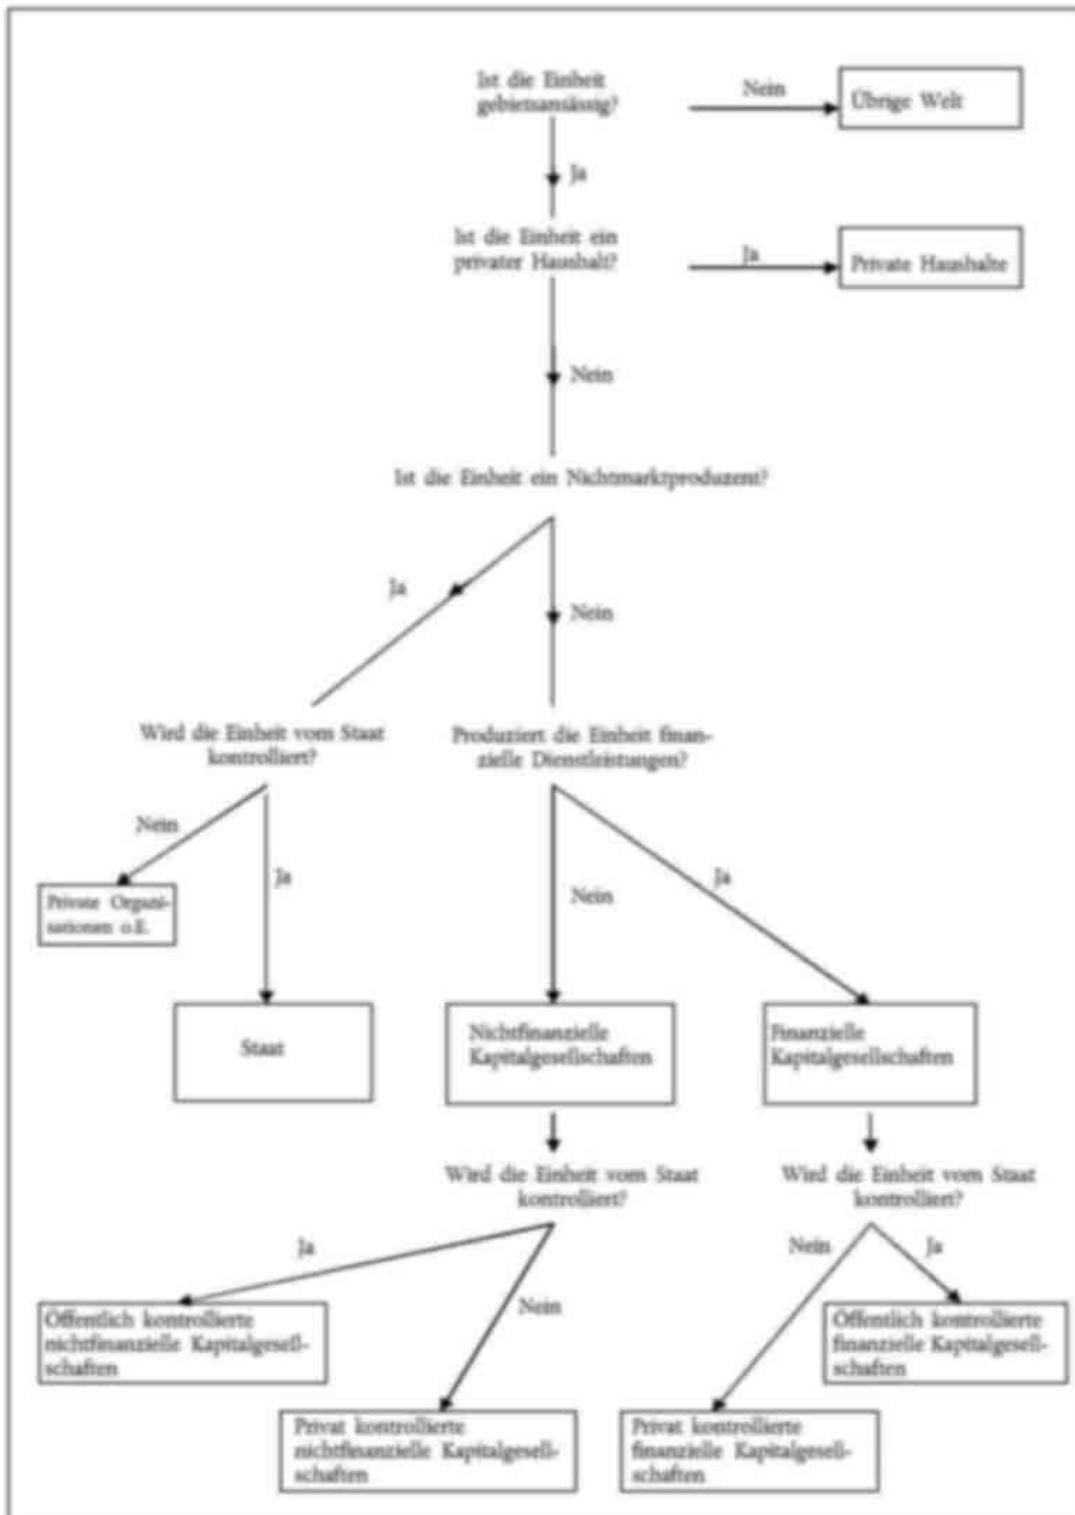 Ist die Einheit
gebietsansässig?
Nein
Übrige Welt
Ja
Ist die Einheit ein
privater Haushalt?
Ja
Private Haushalte
Nein
Ist die Einheit ein Nichtmarktproduzent?
Ja
Nein
Wird die Einheit vom Staat
kontrolliert?
Produziert die Einheit finan-
zielle Dienstleistungen?
Nein
Ja
Nein
Ja
Private Organi-
sationen o.E.
Staat
Nichtfinanzielle
Kapitalgesellschaften
Finanzielle
Kapitalgesellschaften
Wird die Einheit vom Staat
kontrolliert?
Wird die Einheit vom Staat
kontrolliert?
Ja
Nein
Nein
Ja
Öffentlich kontrollierte
nichtfinanzielle Kapitalgesell-
schaften
Öffentlich kontrollierte
finanzielle Kapitalgesell-
schaften
Privat kontrollierte
nichtfinanzielle Kapitalgesell-
schaften
Privat kontrollierte
finanzielle Kapitalgesell-
schaften